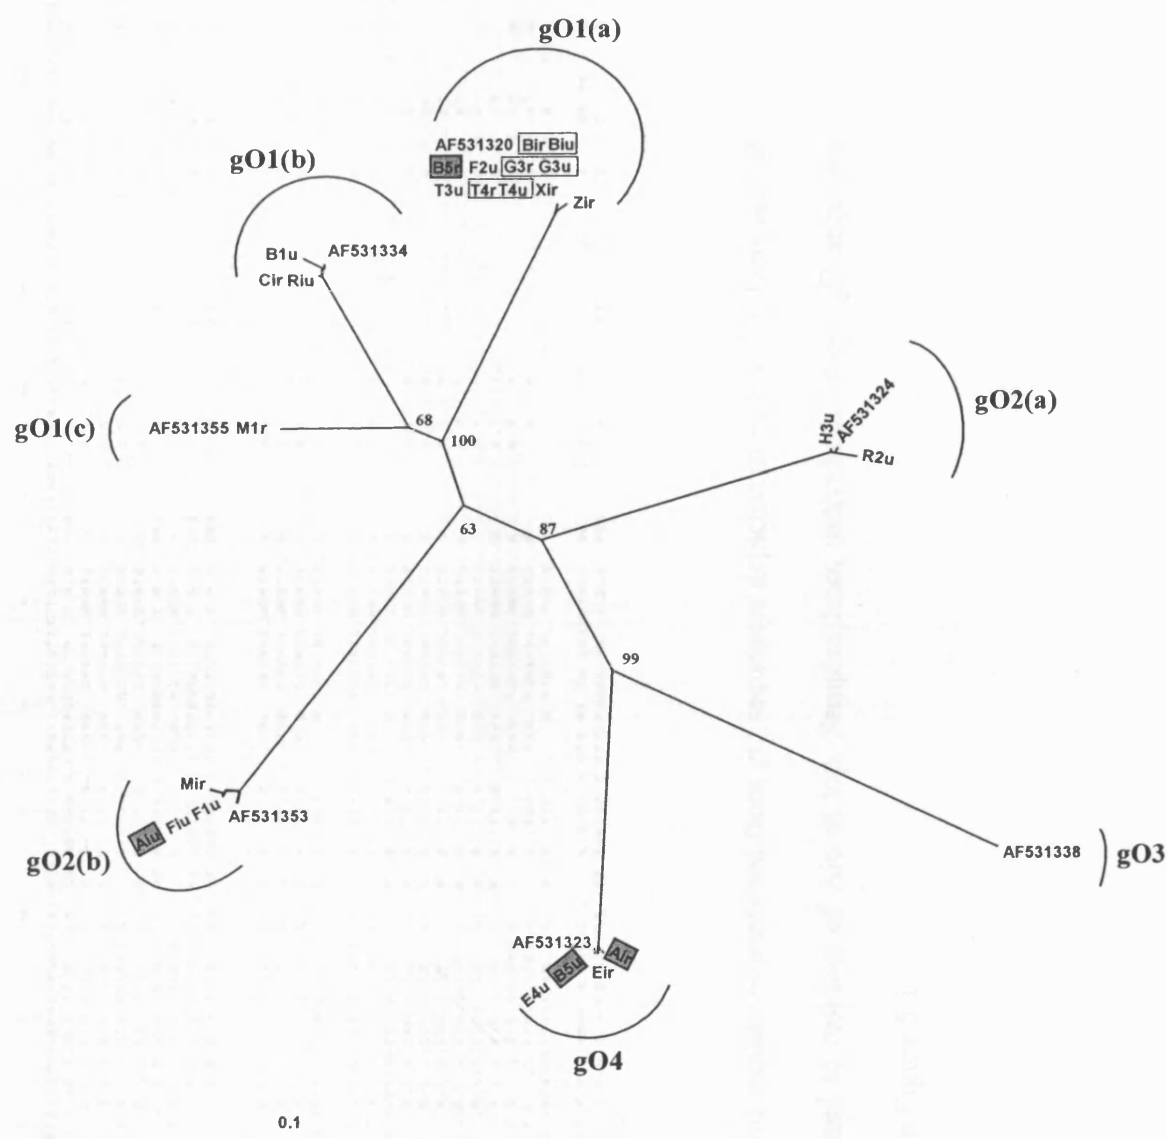 gO1(a)
AF531320 Bir Biu
B5r F2u G3r G3u
T3u T4r T4u Xir
Zir
gO1(b)
B1u AF531334
Cir Riu
gO1(c)
AF531355 M1r
68
100
gO2(a)
H3u
AF531324
R2u
63
87
99
Mir
Aiu Fiu F1u
AF531353
gO2(b)
AF531338
gO3
AF531323
Air
E4u B5u Eir
gO4
0.1